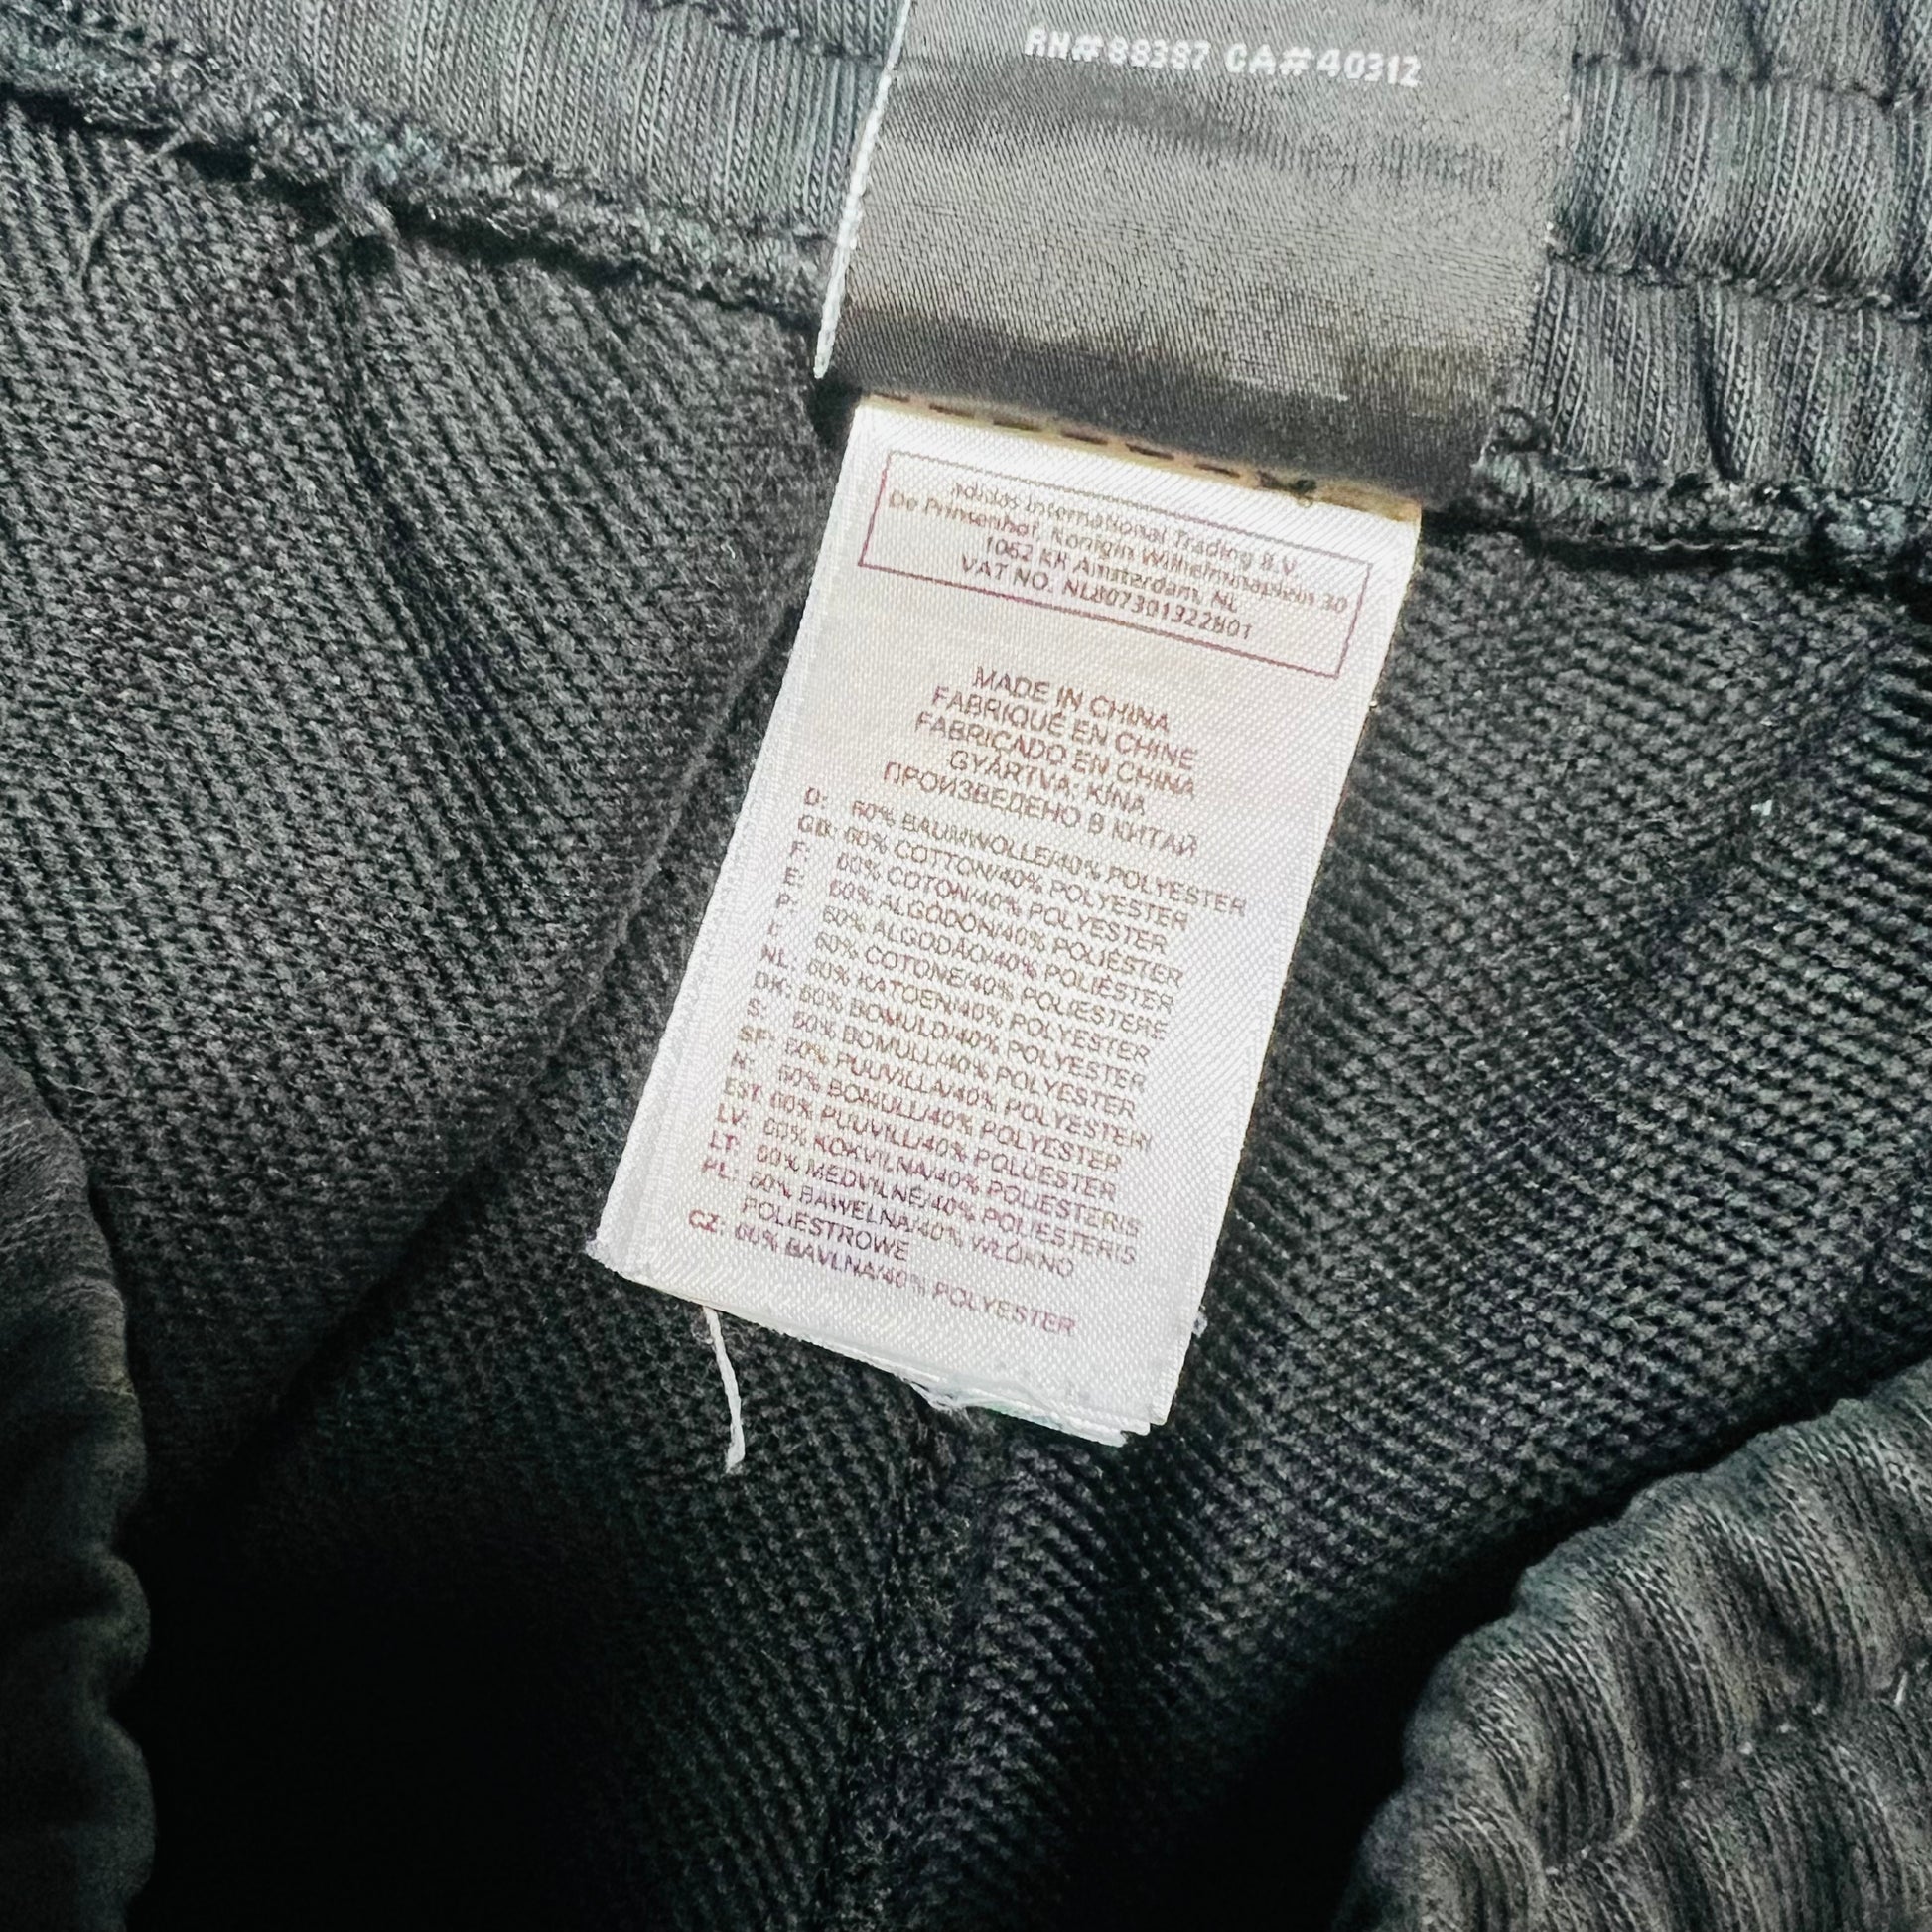 RN#88387 CA#40312
adidas International Trading B.V.
De Prinsenhof, Konigin Wilhelminaplein 30
1062 KR Amsterdam, NL
VAT NO. NL807301322B01
MADE IN CHINA
FABRIQUÉ EN CHINE
FABRICADO EN CHINA
GYÁRTVA: KÍNA
ПРОИЗВЕДЕНО В КИТАЙ
D: 60% BAUMWOLLE/40% POLYESTER
GB: 60% COTTON/40% POLYESTER
F: 60% COTON/40% POLYESTER
E: 60% ALGODON/40% POLIÉSTER
P: 60% ALGODÃO/40% POLIÉSTER
I: 60% COTONE/40% POLIESTERE
NL: 60% KATOEN/40% POLYESTER
DK: 60% BOMULD/40% POLYESTER
S: 60% BOMULL/40% POLYESTER
SF: 60% PUUVILLA/40% POLYESTERI
N: 60% BOMULL/40% POLYESTER
EST: 60% PUUVILL/40% POLÜESTER
LV: 60% KOKVILNA/40% POLIESTERIS
LT: 60% MEDVILNĖ/40% POLIESTERIS
PL: 60% BAWEŁNA/40% WŁÓKNO
POLIESTROWE
CZ: 60% BAVLNA/40% POLYESTER